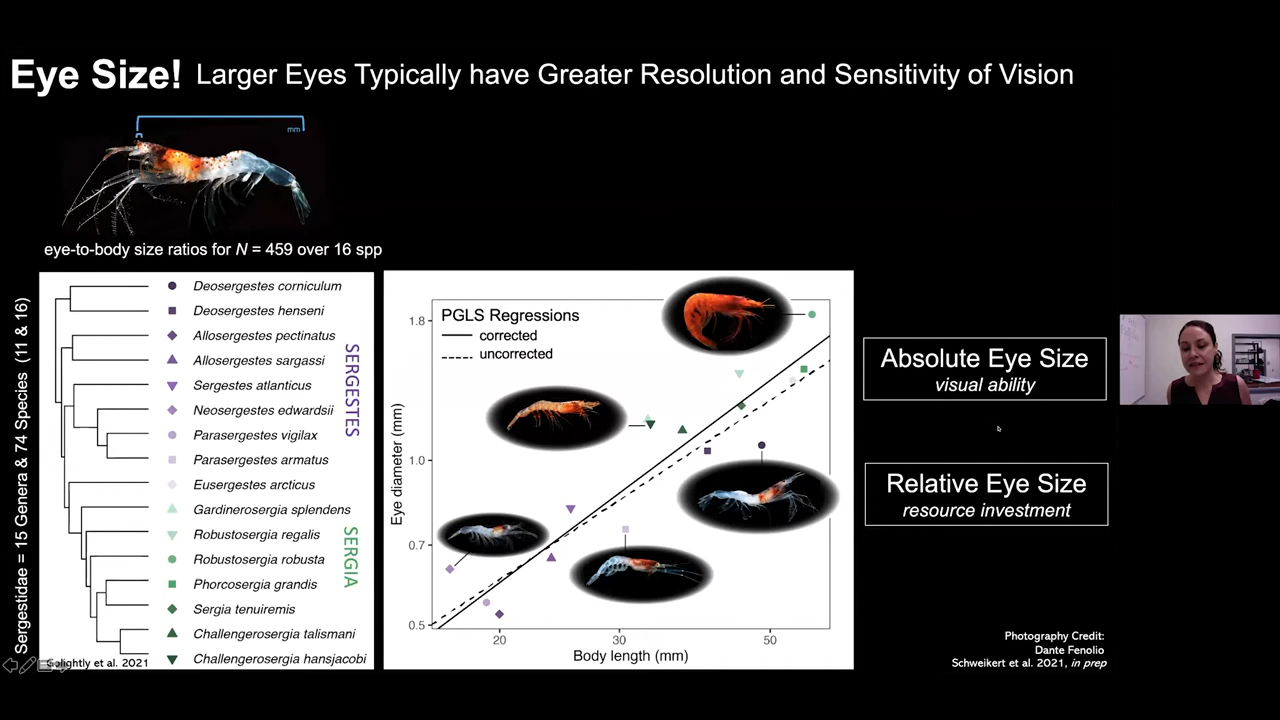 Eye Size! Larger Eyes Typically have Greater Resolution and Sensitivity of Vision
mm
eye-to-body size ratios for N = 459 over 16 spp
Sergestidae = 15 Genera & 74 Species (11 & 16)
Deosergestes corniculum
Deosergestes henseni
Allosergestes pectinatus
Allosergestes sargassi
Sergestes atlanticus
Neosergestes edwardsii
Parasergestes vigilax
Parasergestes armatus
Eusergestes arcticus
Gardinerosergia splendens
Robustosergia regalis
Robustosergia robusta
Phorcosergia grandis
Sergia tenuiremis
Challengerosergia talismani
Challengerosergia hansjacobi
SERGESTES
SERGIA
Golightly et al. 2021
PGLS Regressions
corrected
uncorrected
Eye diameter (mm)
1.8
1.0
0.7
0.5
20
30
50
Body length (mm)
Absolute Eye Size
visual ability
Relative Eye Size
resource investment
Photography Credit:
Dante Fenolio
Schweikert et al. 2021, in prep